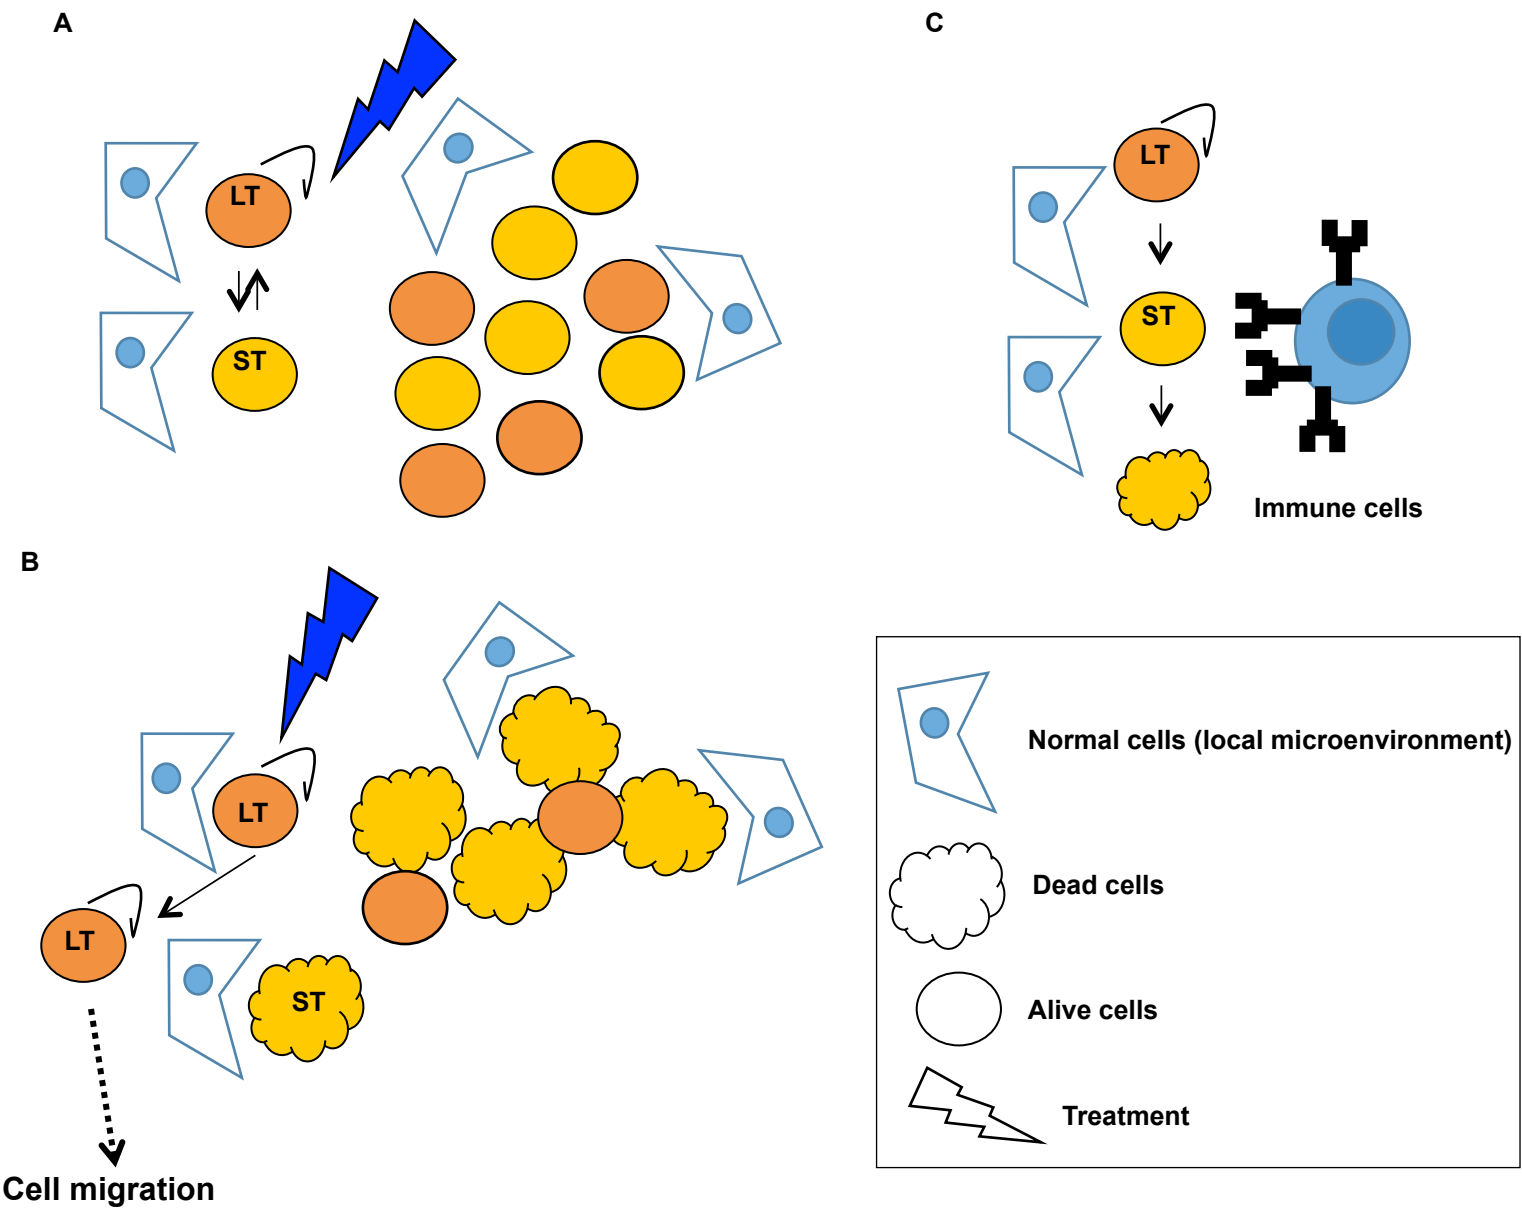 A
LT
ST
C
LT
ST
Immune cells
B
LT
LT
ST
Cell migration
Normal cells (local microenvironment)
Dead cells
Alive cells
Treatment